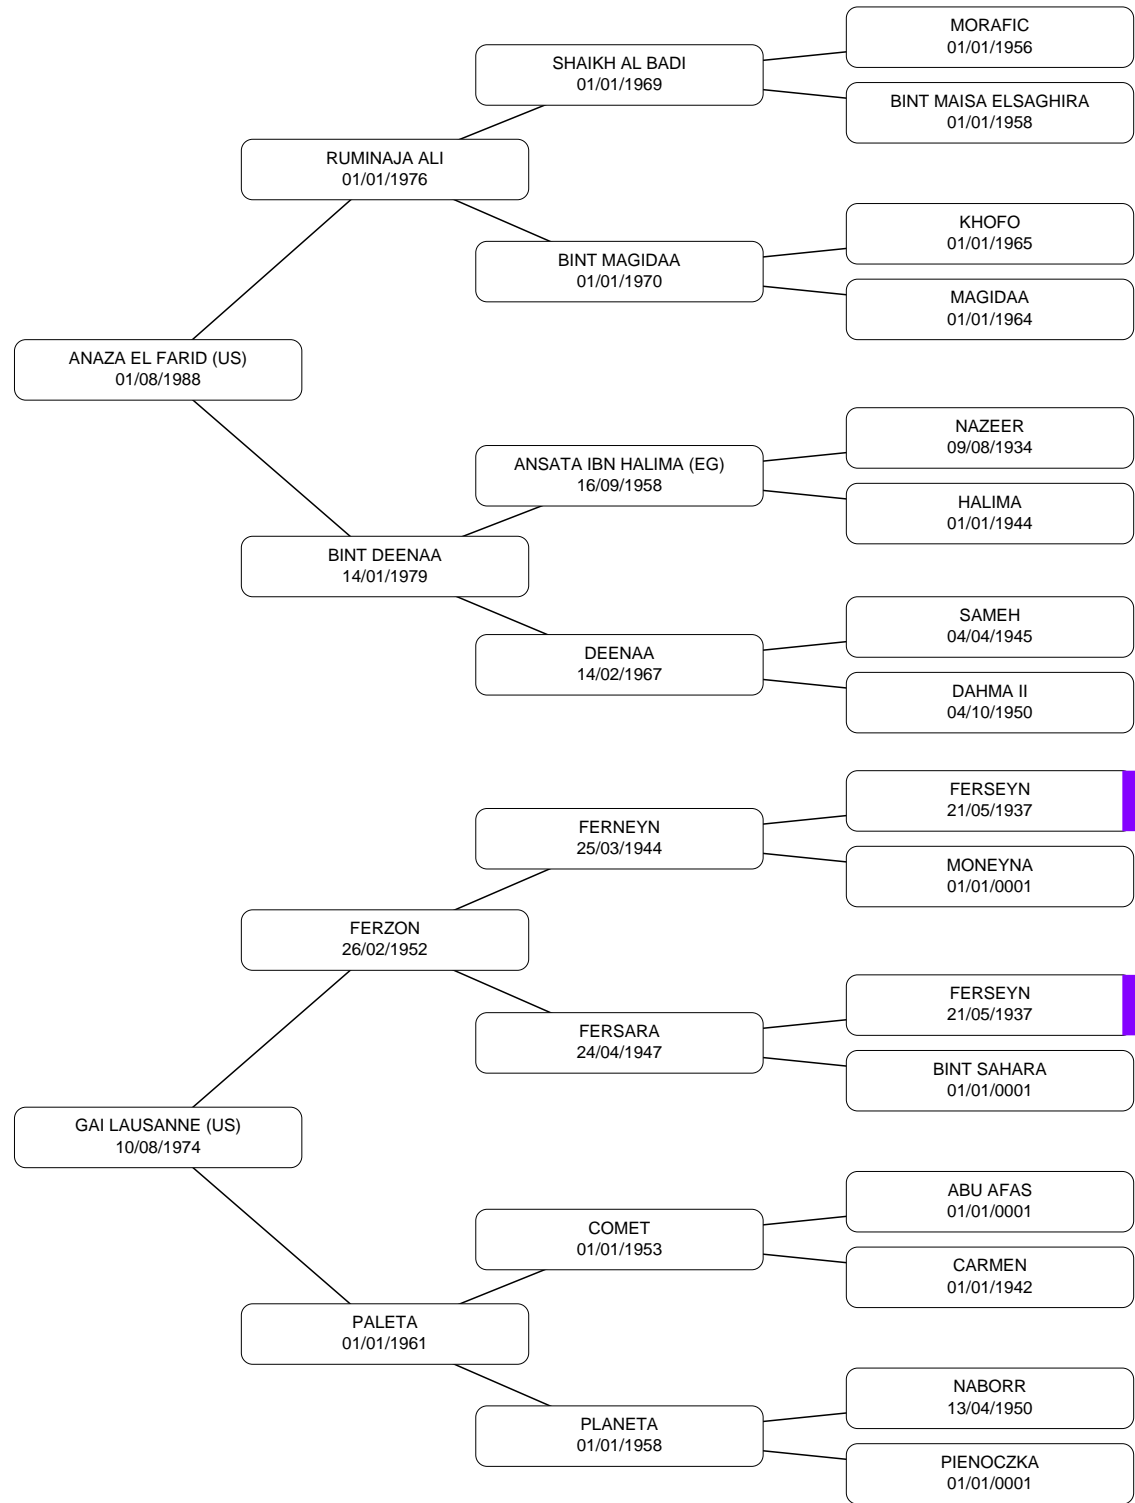 MORAFIC
01/01/1956
SHAIKH AL BADI
01/01/1969
BINT MAISA ELSAGHIRA
01/01/1958
RUMINAJA ALI
01/01/1976
KHOFO
01/01/1965
BINT MAGIDAA
01/01/1970
MAGIDAA
01/01/1964
ANAZA EL FARID (US)
01/08/1988
NAZEER
09/08/1934
ANSATA IBN HALIMA (EG)
16/09/1958
HALIMA
01/01/1944
BINT DEENAA
14/01/1979
SAMEH
04/04/1945
DEENAA
14/02/1967
DAHMA II
04/10/1950
FERSEYN
21/05/1937
FERNEYN
25/03/1944
MONEYNA
01/01/0001
FERZON
26/02/1952
FERSEYN
21/05/1937
FERSARA
24/04/1947
BINT SAHARA
01/01/0001
GAI LAUSANNE (US)
10/08/1974
ABU AFAS
01/01/0001
COMET
01/01/1953
CARMEN
01/01/1942
PALETA
01/01/1961
NABORR
13/04/1950
PLANETA
01/01/1958
PIENOCZKA
01/01/0001